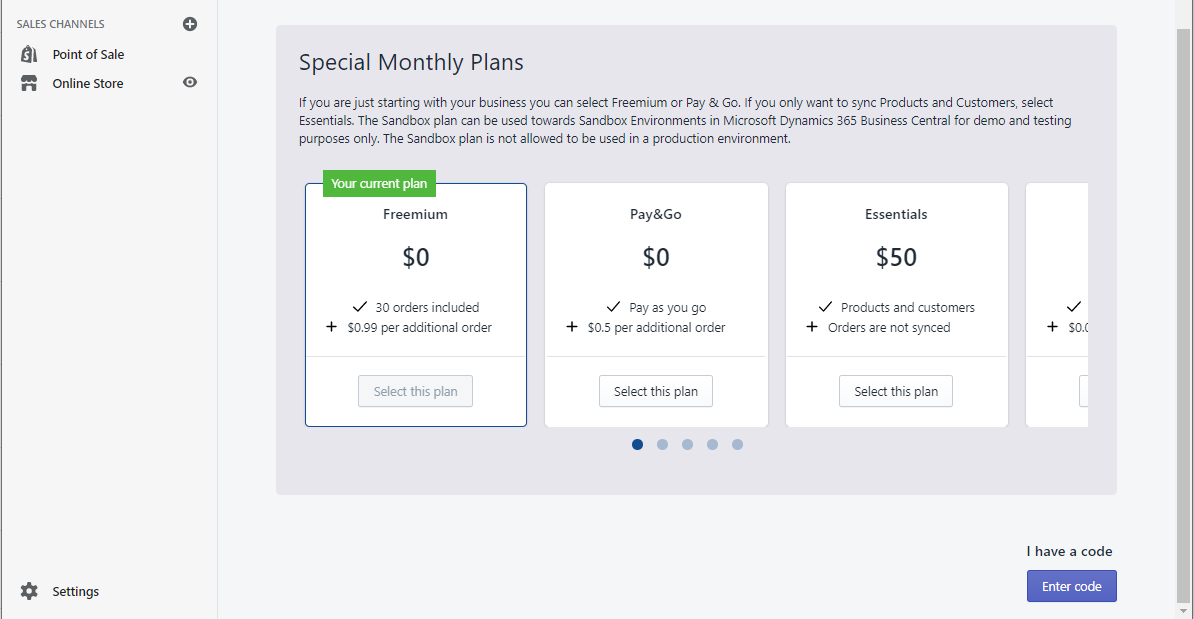 SALES CHANNELS
Point of Sale
Online Store
Settings
Special Monthly Plans
If you are just starting with your business you can select Freemium or Pay & Go. If you only want to sync Products and Customers, select
Essentials. The Sandbox plan can be used towards Sandbox Environments in Microsoft Dynamics 365 Business Central for demo and testing
purposes only. The Sandbox plan is not allowed to be used in a production environment.
Your current plan
Freemium
$0
30 orders included
$0.99 per additional order
Select this plan
Pay&Go
$0
Pay as you go
$0.5 per additional order
Select this plan
Essentials
$50
Products and customers
Orders are not synced
Select this plan
I have a code
Enter code